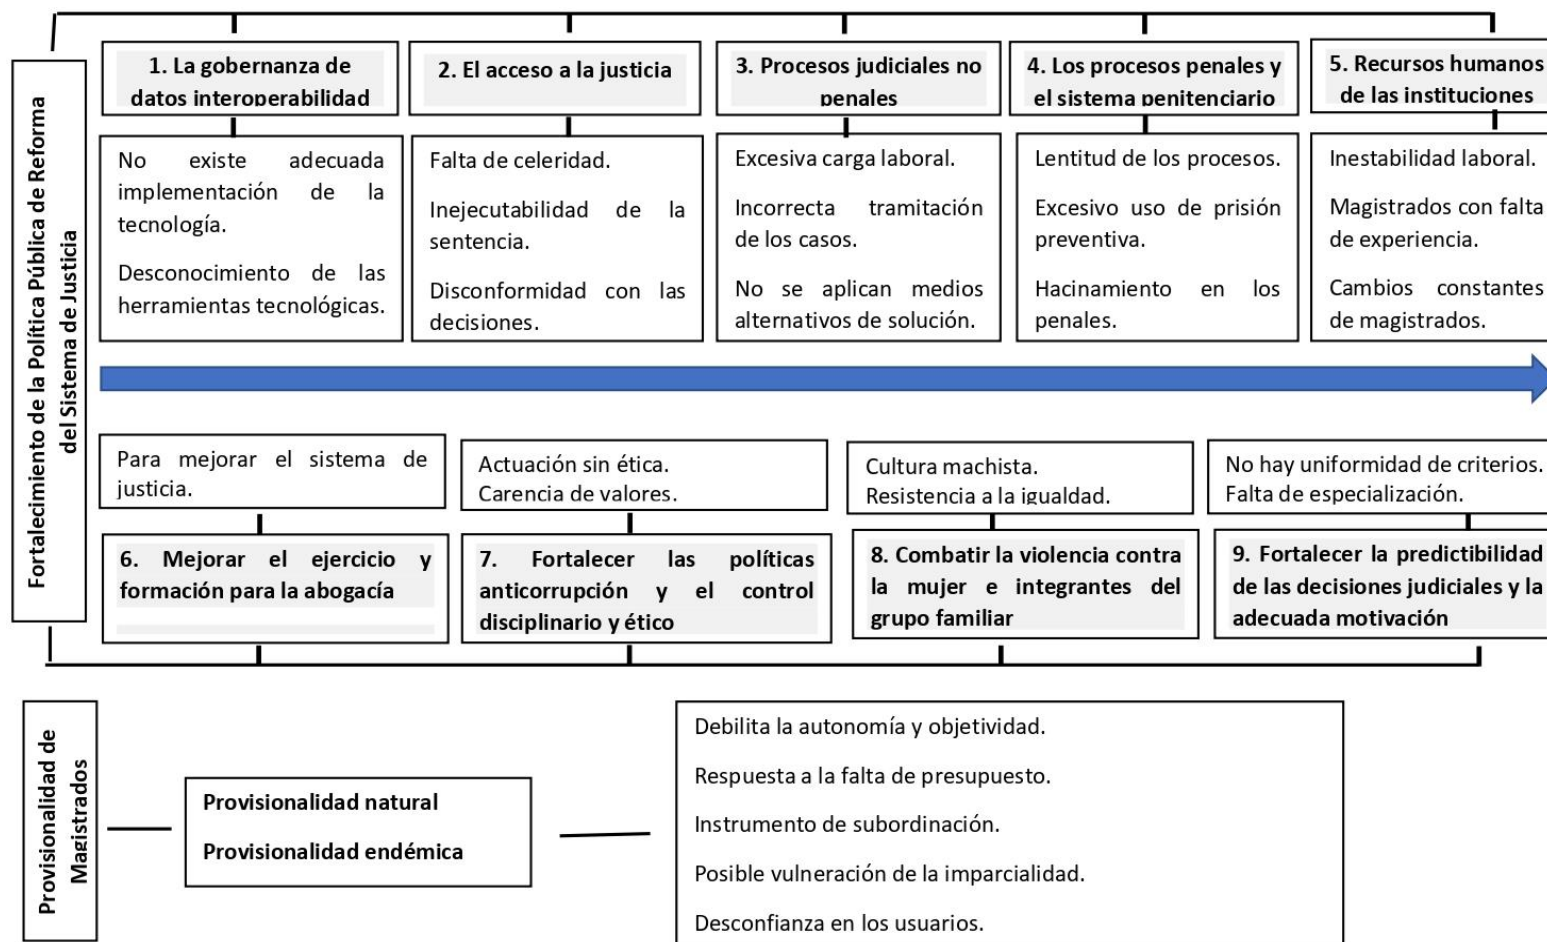 Fortalecimiento de la Política Pública de Reforma
del Sistema de Justicia
1. La gobernanza de
datos interoperabilidad
2. El acceso a la justicia
3. Procesos judiciales no
penales
4. Los procesos penales y
el sistema penitenciario
5. Recursos humanos
de las instituciones
No existe adecuada
implementación de la
tecnología.
Desconocimiento de las
herramientas tecnológicas.
Falta de celeridad.
Inejecutabilidad de la
sentencia.
Disconformidad con las
decisiones.
Excesiva carga laboral.
Incorrecta tramitación
de los casos.
No se aplican medios
alternativos de solución.
Lentitud de los procesos.
Excesivo uso de prisión
preventiva.
Hacinamiento en los
penales.
Inestabilidad laboral.
Magistrados con falta
de experiencia.
Cambios constantes
de magistrados.
Para mejorar el sistema de
justicia.
Actuación sin ética.
Carencia de valores.
Cultura machista.
Resistencia a la igualdad.
No hay uniformidad de criterios.
Falta de especialización.
6. Mejorar el ejercicio y
formación para la abogacía
7. Fortalecer las políticas
anticorrupción y el control
disciplinario y ético
8. Combatir la violencia contra
la mujer e integrantes del
grupo familiar
9. Fortalecer la predictibilidad
de las decisiones judiciales y la
adecuada motivación
Provisionalidad de
Magistrados
Provisionalidad natural
Provisionalidad endémica
Debilita la autonomía y objetividad.
Respuesta a la falta de presupuesto.
Instrumento de subordinación.
Posible vulneración de la imparcialidad.
Desconfianza en los usuarios.